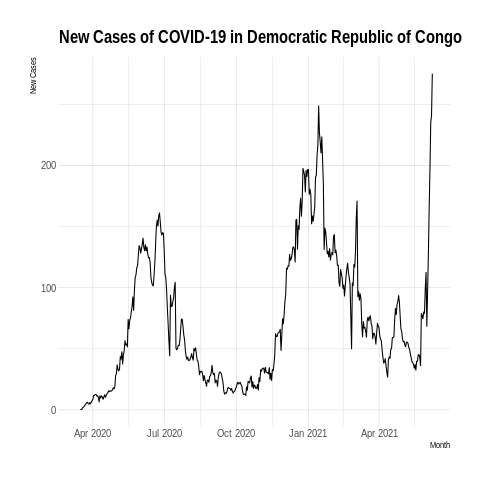 New Cases of COVID-19 in Democratic Republic of Congo
New Cases
200
100
0
Apr 2020 Jul 2020 Oct 2020 Jan 2021 Apr 2021
Month